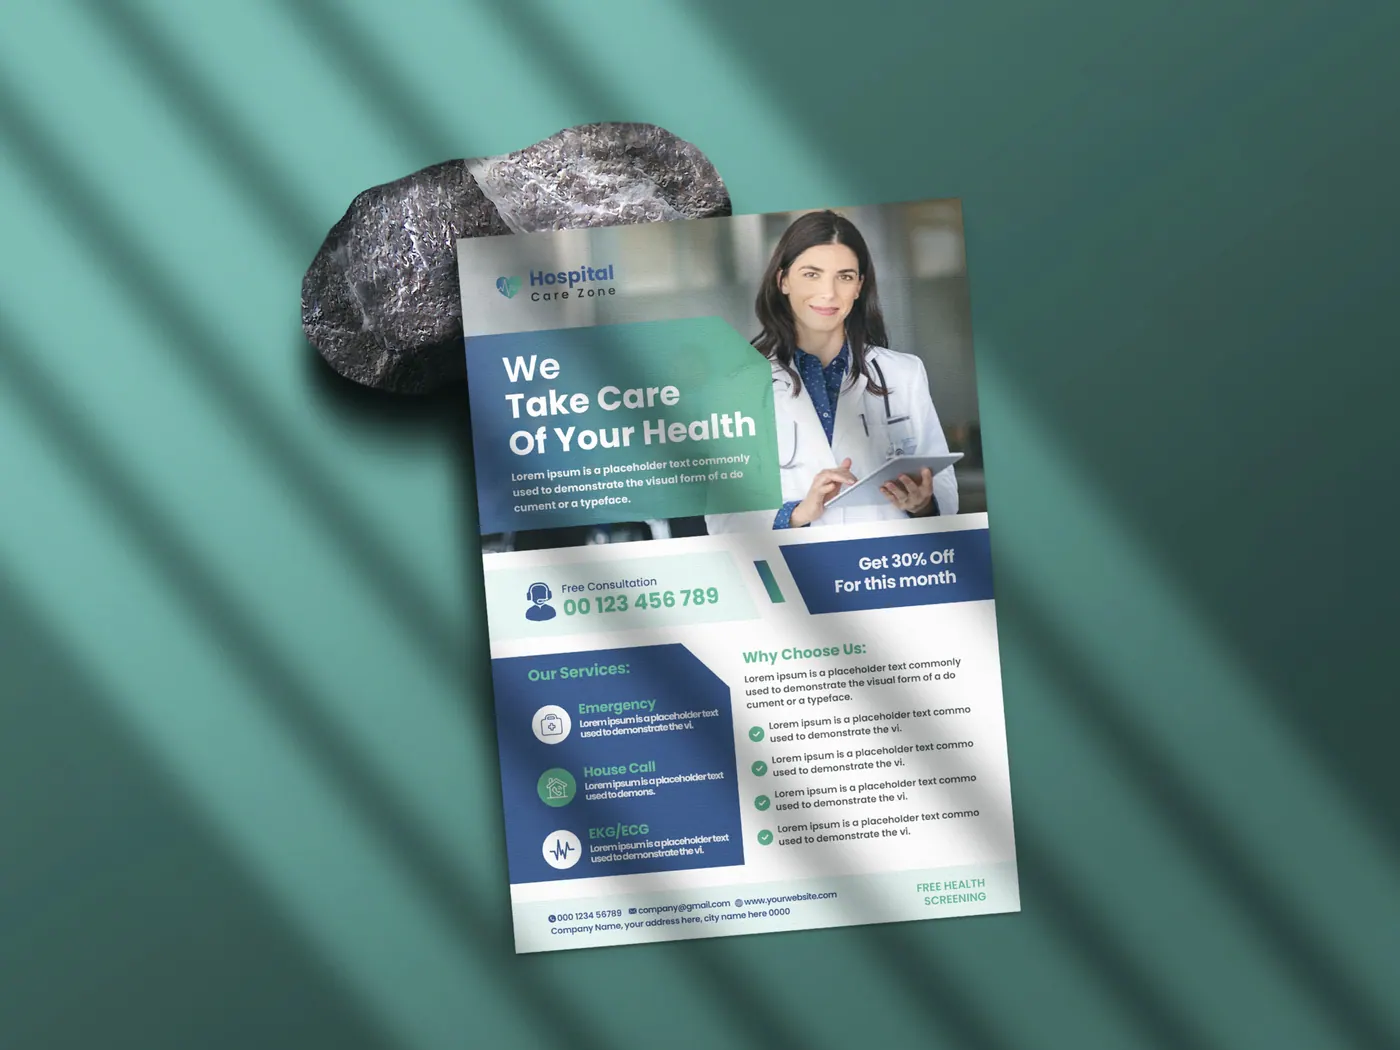 Hospital
Care Zone
We
Take Care
Of Your Health
Lorem ipsum is a placeholder text commonly
used to demonstrate the visual form of a do
cument or a typeface.
Free Consultation
00 123 456 789
Get 30% Off
For this month
Our Services:
Emergency
Lorem ipsum is a placeholder text
used to demonstrate the vi.
House Call
Lorem ipsum is a placeholder text
used to demons.
EKG/ECG
Lorem ipsum is a placeholder text
used to demonstrate the vi.
Why Choose Us:
Lorem ipsum is a placeholder text commonly
used to demonstrate the visual form of a do
cument or a typeface.
Lorem ipsum is a placeholder text commo
used to demonstrate the vi.
Lorem ipsum is a placeholder text commo
used to demonstrate the vi.
Lorem ipsum is a placeholder text commo
used to demonstrate the vi.
Lorem ipsum is a placeholder text commo
used to demonstrate the vi.
000 1234 56789 company@gmail.com www.yourwebsite.com
Company Name, your address here, city name here 0000
FREE HEALTH
SCREENING